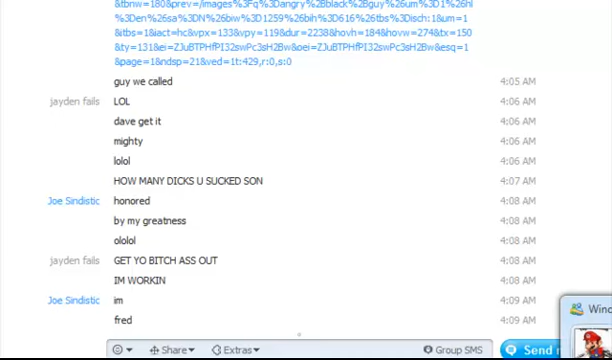 &tbnw=180&prev=/images%3Fq%3Dangry%2Bblack%2Bguy%26um%3D1%26hl
%3Den%26sa%3DN%26biw%3D1259%26bih%3D616%26tbs%3Disch:1&um=1
&itbs=1&iact=hc&vpx=133&vpy=119&dur=2238&hovh=184&hovw=274&tx=150
&ty=131&ei=ZJuBTPHfPI32swPc3sH2Bw&oei=ZJuBTPHfPI32swPc3sH2Bw&esq=1
&page=1&ndsp=21&ved=1t:429,r:0,s:0
guy we called 4:05 AM
jayden fails LOL 4:06 AM
dave get it 4:06 AM
mighty 4:06 AM
lolol 4:06 AM
HOW MANY DICKS U SUCKED SON 4:07 AM
Joe Sindistic honored 4:08 AM
by my greatness 4:08 AM
ololol 4:08 AM
jayden fails GET YO BITCH ASS OUT 4:08 AM
IM WORKIN 4:08 AM
Joe Sindistic im 4:09 AM
fred 4:09 AM
Wind
Share Extras Group SMS Send